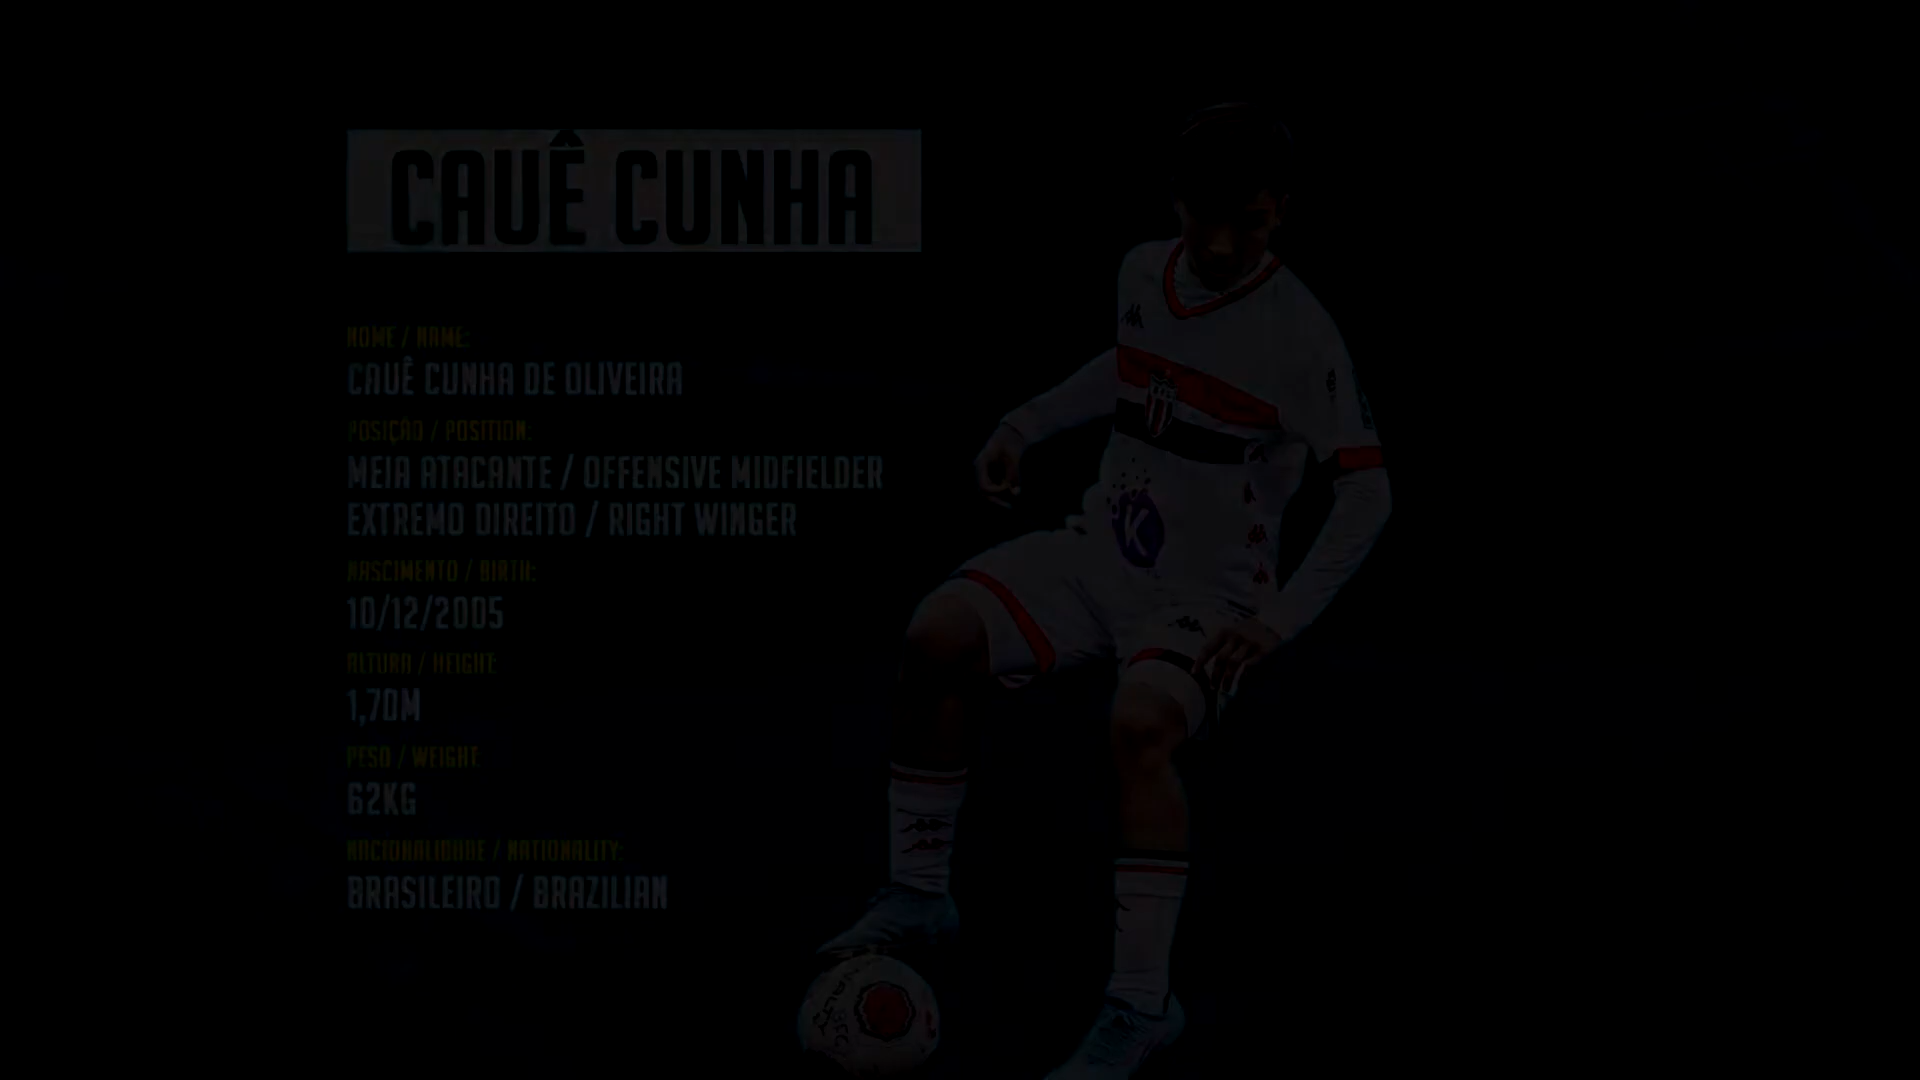 CAUÊ CUNHA
NOME / NAME:
CAUÊ CUNHA DE OLIVEIRA
POSIÇÃO / POSITION:
MEIA ATACANTE / OFFENSIVE MIDFIELDER
EXTREMO DIREITO / RIGHT WINGER
NASCIMENTO / BIRTH:
10/12/2005
ALTURA / HEIGHT:
1,70M
PESO / WEIGHT:
62KG
NACIONALIDADE / NATIONALITY:
BRASILEIRO / BRAZILIAN
K